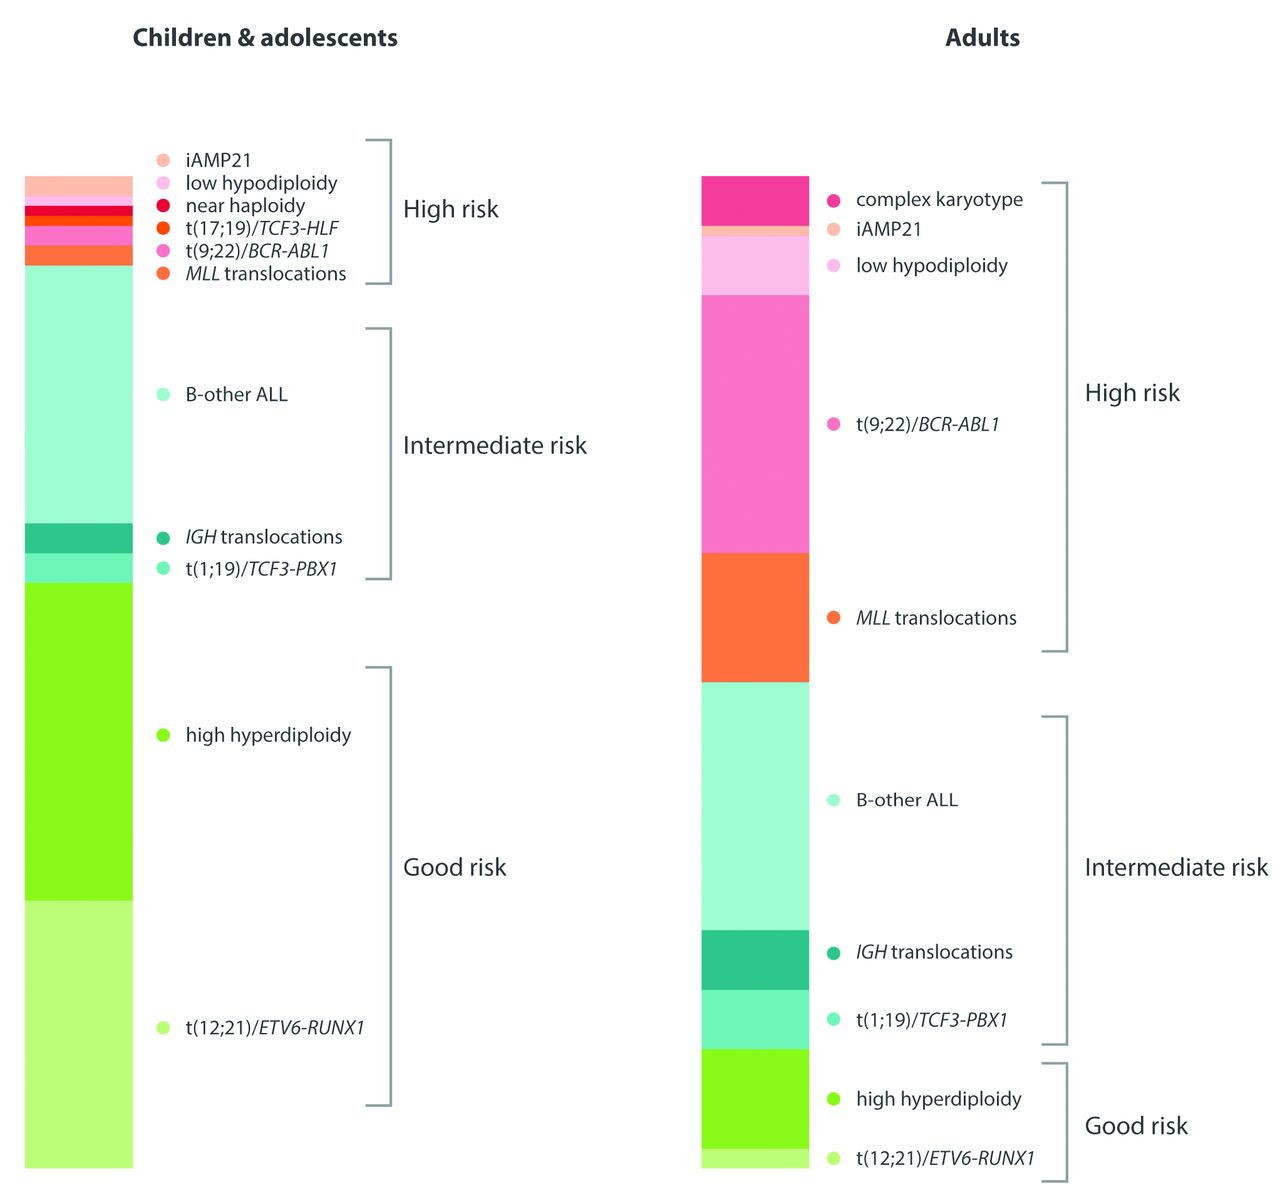 Children & adolescents
iAMP21
low hypodiploidy
near haploidy
t(17;19)/TCF3-HLF
t(9;22)/BCR-ABL1
MLL translocations
High risk
B-other ALL
IGH translocations
t(1;19)/TCF3-PBX1
Intermediate risk
high hyperdiploidy
t(12;21)/ETV6-RUNX1
Good risk
Adults
complex karyotype
iAMP21
low hypodiploidy
t(9;22)/BCR-ABL1
MLL translocations
High risk
B-other ALL
IGH translocations
t(1;19)/TCF3-PBX1
Intermediate risk
high hyperdiploidy
t(12;21)/ETV6-RUNX1
Good risk